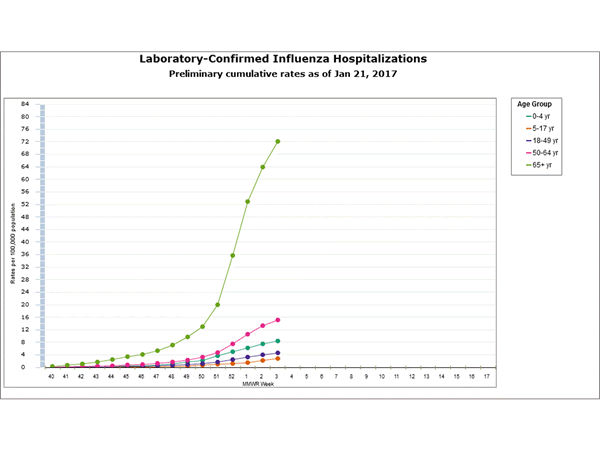 Laboratory-Confirmed Influenza Hospitalizations
Preliminary cumulative rates as of Jan 21, 2017
Age Group
0-4 yr
5-17 yr
18-49 yr
50-64 yr
65+ yr
Rates per 100,000 population
84
80
76
72
68
64
60
56
52
48
44
40
36
32
28
24
20
16
12
8
4
0
40 41 42 43 44 45 46 47 48 49 50 51 52 1 2 3 4 5 6 7 8 9 10 11 12 13 14 15 16 17
MMWR Week